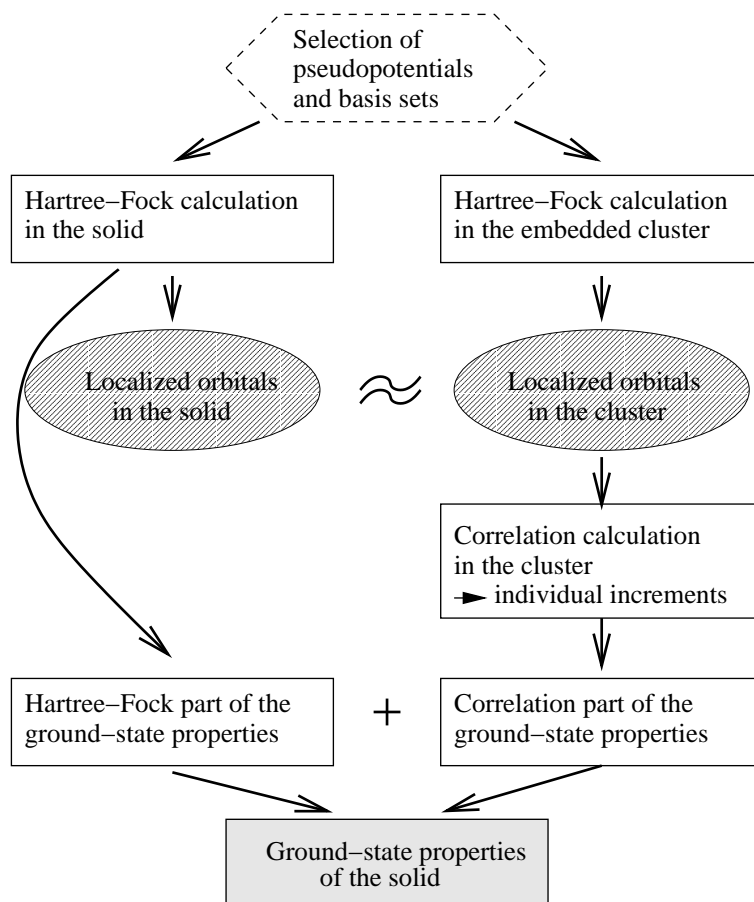 Selection of
pseudopotentials
and basis sets
Hartree–Fock calculation
in the solid
Hartree–Fock calculation
in the embedded cluster
Localized orbitals
in the solid
≈
Localized orbitals
in the cluster
Correlation calculation
in the cluster
→ individual increments
Hartree–Fock part of the
ground–state properties
+
Correlation part of the
ground–state properties
Ground–state properties
of the solid